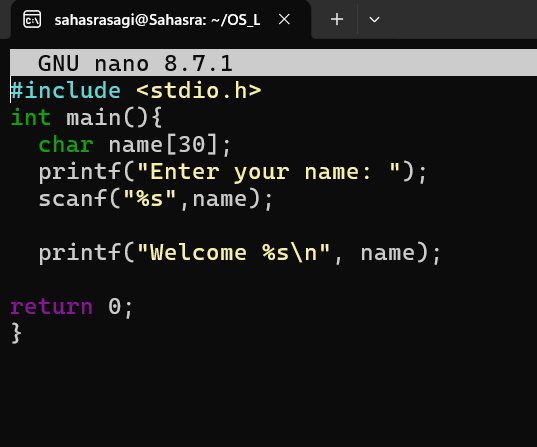 sahasrasagi@Sahasra: ~/OS_L
GNU nano 8.7.1
#include <stdio.h>
int main(){
  char name[30];
  printf("Enter your name: ");
  scanf("%s",name);

  printf("Welcome %s\n", name);

return 0;
}